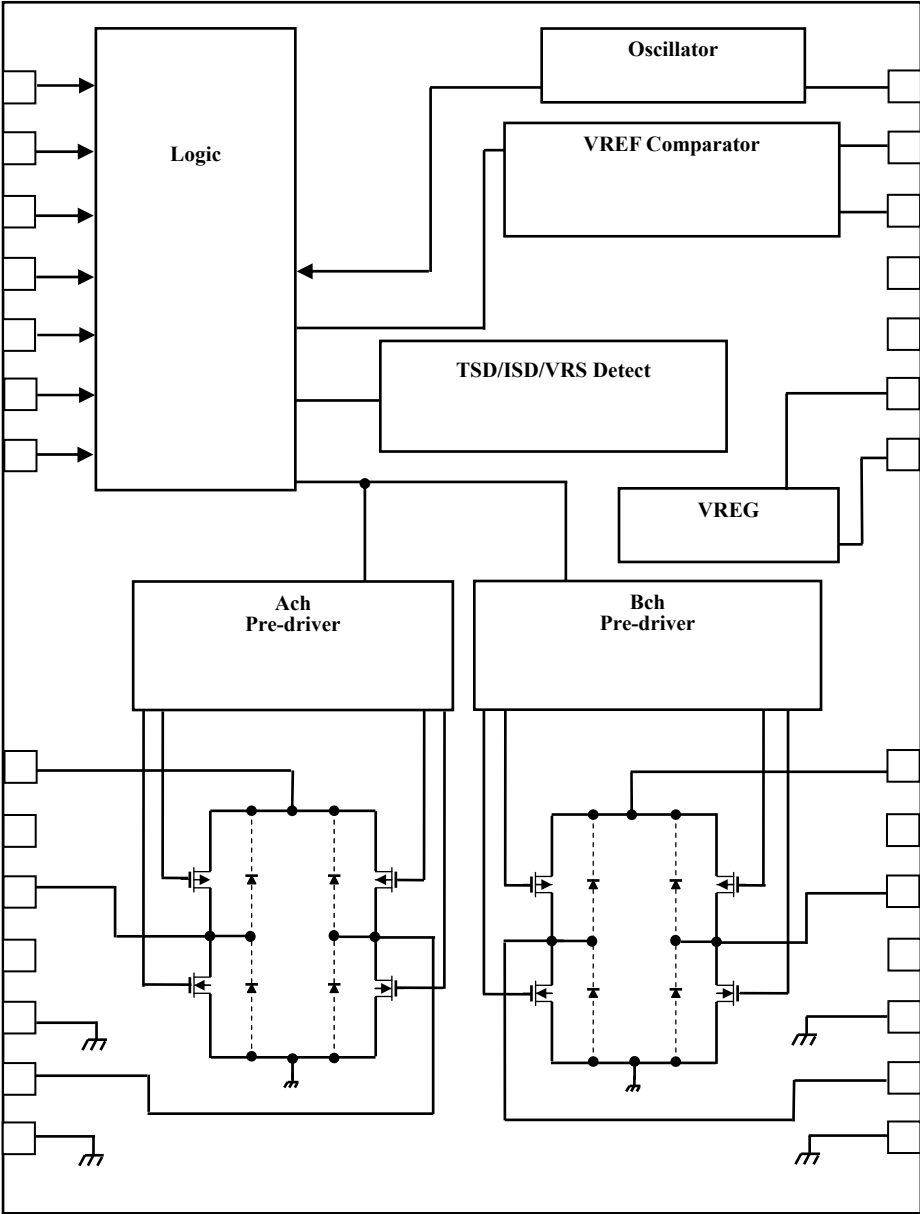 Oscillator
Logic
VREF Comparator
TSD/ISD/VRS Detect
VREG
Ach
Pre-driver
Bch
Pre-driver